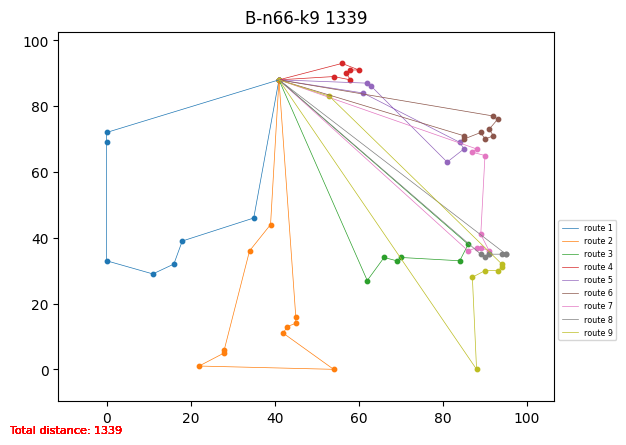 B-n66-k9 1339
100
80
60
40
20
0
0 20 40 60 80 100
route 1
route 2
route 3
route 4
route 5
route 6
route 7
route 8
route 9
Total distance: 1339